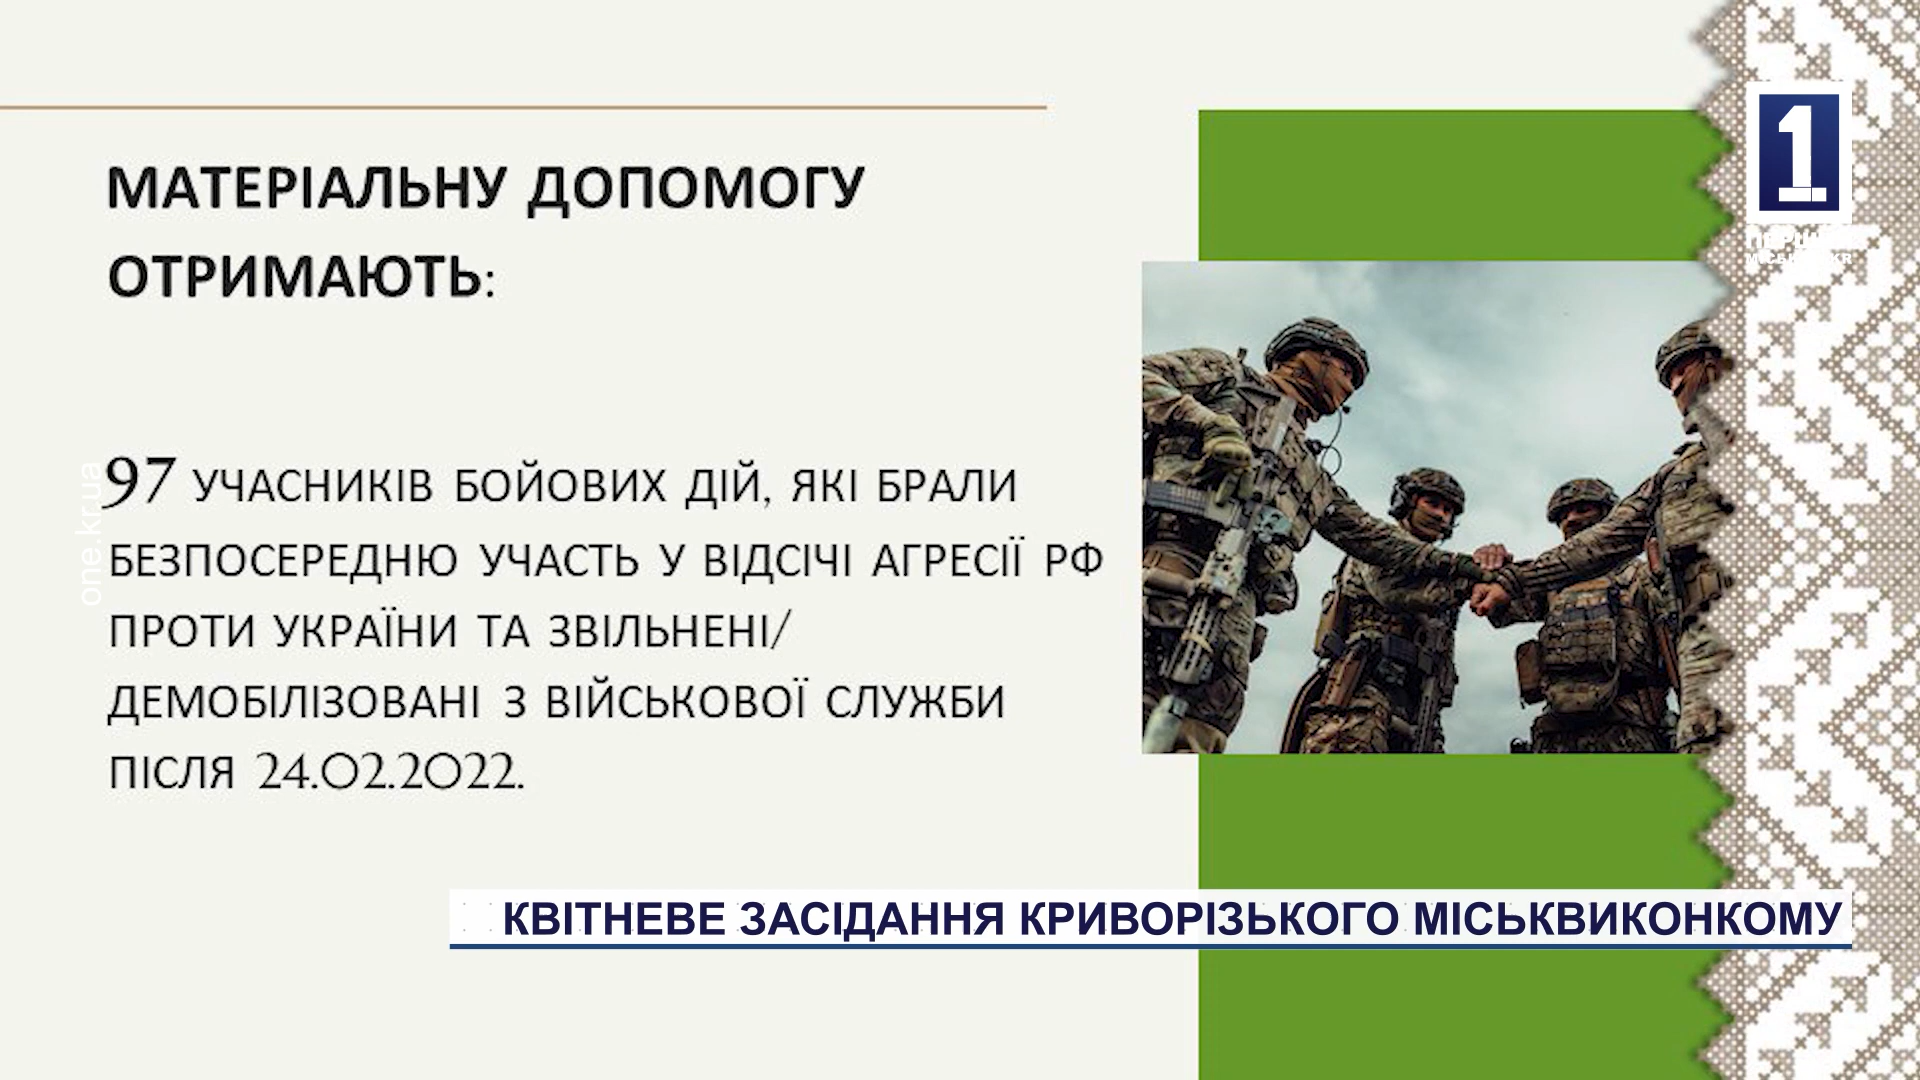 МАТЕРІАЛЬНУ ДОПОМОГУ
ОТРИМАЮТЬ:
97 УЧАСНИКІВ БОЙОВИХ ДІЙ, ЯКІ БРАЛИ
БЕЗПОСЕРЕДНЮ УЧАСТЬ У ВІДСІЧІ АГРЕСІЇ РФ
ПРОТИ УКРАЇНИ ТА ЗВІЛЬНЕНІ/
ДЕМОБІЛІЗОВАНІ З ВІЙСЬКОВОЇ СЛУЖБИ
ПІСЛЯ 24.02.2022.
one.kr.ua
1
КВІТНЕВЕ ЗАСІДАННЯ КРИВОРІЗЬКОГО МІСЬКВИКОНКОМУ